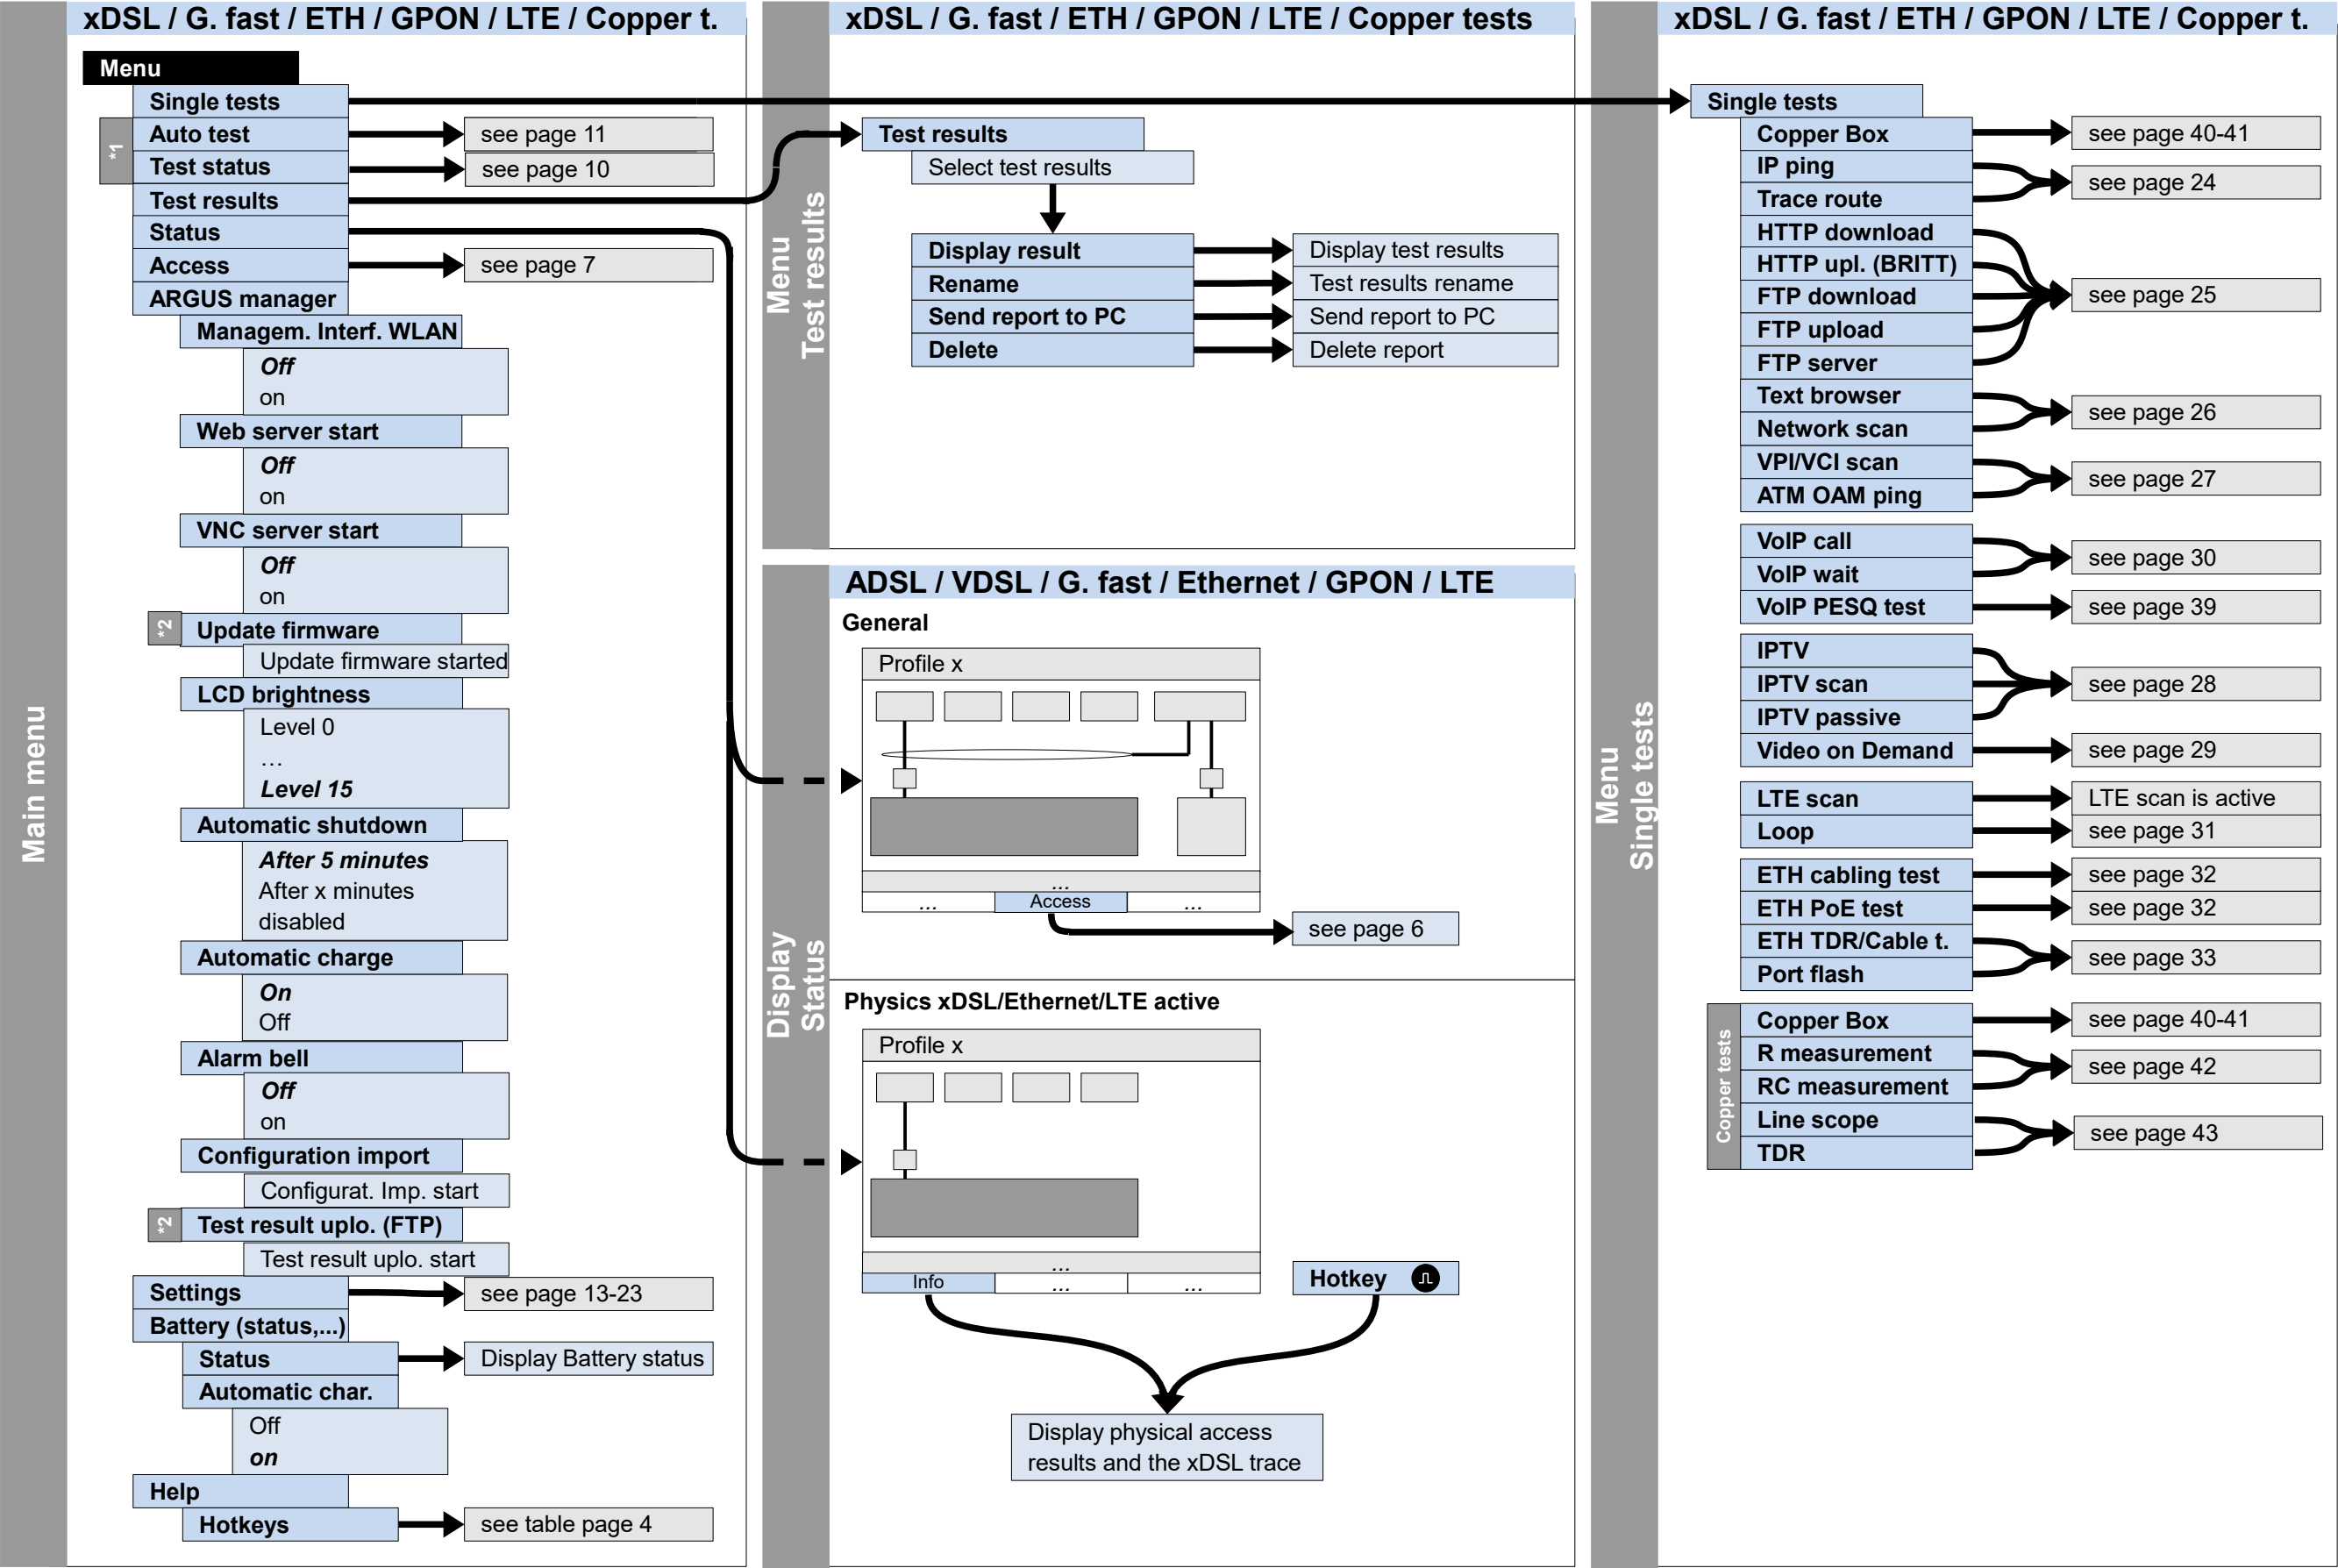 xDSL / G. fast / ETH / GPON / LTE / Copper t.
Main menu
Menu
Single tests
*1
Auto test
see page 11
Test status
see page 10
Test results
Status
Access
see page 7
ARGUS manager
Managem. Interf. WLAN
Off
on
Web server start
Off
on
VNC server start
Off
on
*2
Update firmware
Update firmware started
LCD brightness
Level 0
...
Level 15
Automatic shutdown
After 5 minutes
After x minutes
disabled
Automatic charge
On
Off
Alarm bell
Off
on
Configuration import
Configurat. Imp. start
*2
Test result uplo. (FTP)
Test result uplo. start
Settings
see page 13-23
Battery (status,...)
Status
Display Battery status
Automatic char.
Off
on
Help
Hotkeys
see table page 4
xDSL / G. fast / ETH / GPON / LTE / Copper tests
Menu
Test results
Test results
Select test results
Display result
Display test results
Rename
Test results rename
Send report to PC
Send report to PC
Delete
Delete report
ADSL / VDSL / G. fast / Ethernet / GPON / LTE
Display
Status
General
Profile x
...
...
Access
...
see page 6
Physics xDSL/Ethernet/LTE active
Profile x
...
Info
...
...
Hotkey
Display physical access
results and the xDSL trace
xDSL / G. fast / ETH / GPON / LTE / Copper t.
Menu
Single tests
Single tests
Copper Box
see page 40-41
IP ping
Trace route
see page 24
HTTP download
HTTP upl. (BRITT)
FTP download
FTP upload
FTP server
see page 25
Text browser
Network scan
see page 26
VPI/VCI scan
ATM OAM ping
see page 27
VoIP call
VoIP wait
see page 30
VoIP PESQ test
see page 39
IPTV
IPTV scan
IPTV passive
see page 28
Video on Demand
see page 29
LTE scan
LTE scan is active
Loop
see page 31
ETH cabling test
see page 32
ETH PoE test
see page 32
ETH TDR/Cable t.
Port flash
see page 33
Copper tests
Copper Box
see page 40-41
R measurement
RC measurement
see page 42
Line scope
TDR
see page 43